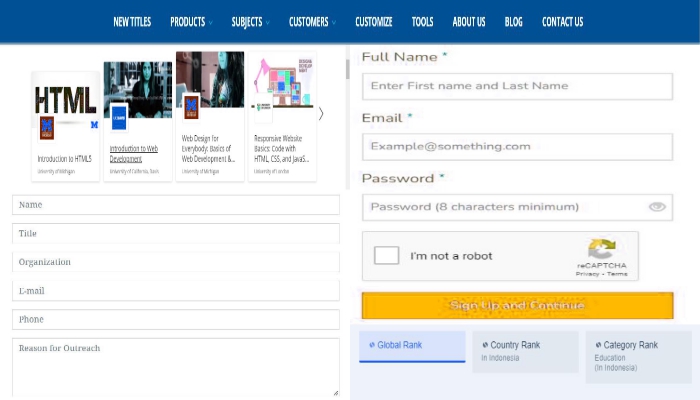 NEW TITLES PRODUCTS SUBJECTS CUSTOMERS CUSTOMIZE TOOLS ABOUT US BLOG CONTACT US
HTML
Introduction to HTML5
University of Michigan
Introduction to Web
Development
University of California, Davis
Web Design for
Everybody: Basics of
Web Development &...
University of Michigan
Responsive Website
Basics: Code with
HTML, CSS, and JavaS...
University of London
Name
Title
Organization
E-mail
Phone
Reason for Outreach
Full Name *
Enter First name and Last Name
Email *
Example@something.com
Password *
Password (8 characters minimum)
I'm not a robot
reCAPTCHA
Privacy - Terms
Sign Up and Continue
Global Rank
Country Rank
In Indonesia
Category Rank
Education
(In Indonesia)